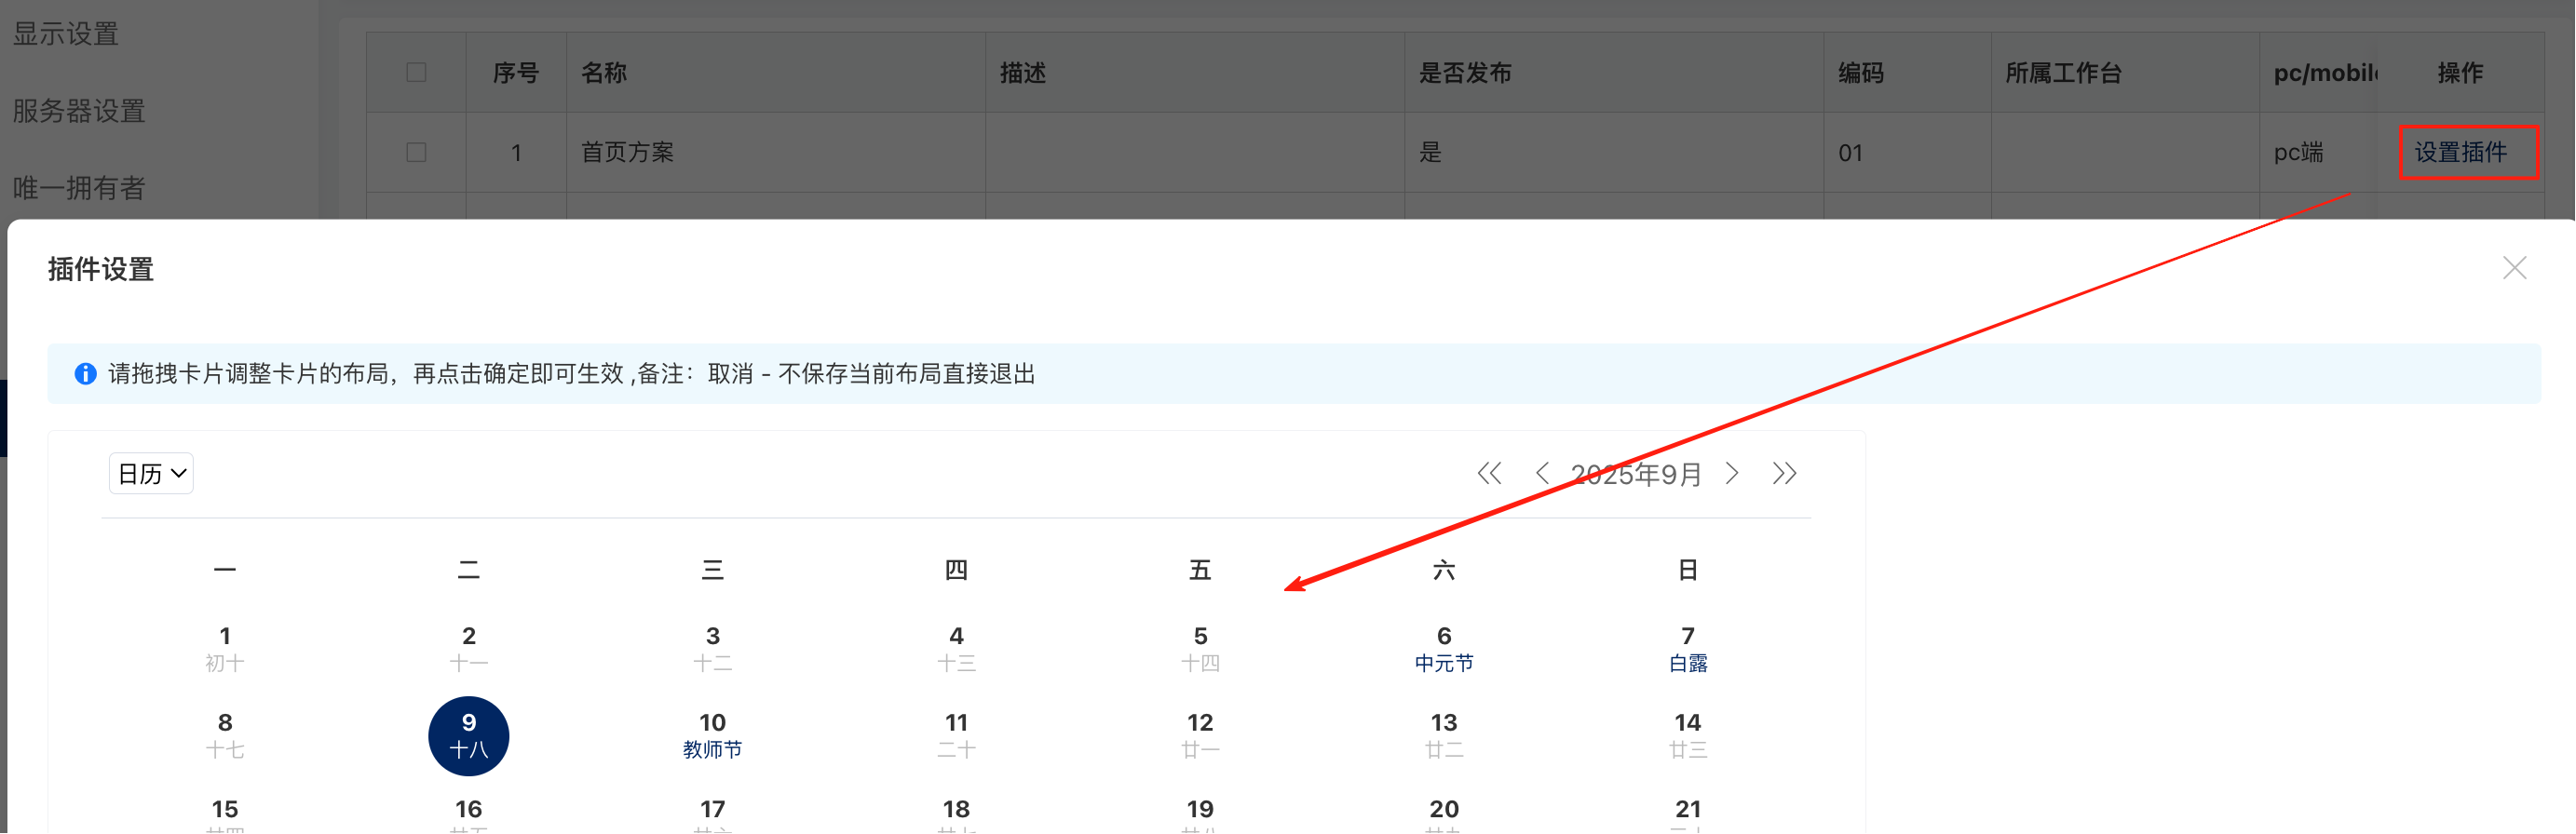 显示设置
服务器设置
唯一拥有者
序号 名称 描述 是否发布 编码 所属工作台 pc/mobile 操作
1 首页方案 是 01 pc端 设置插件
插件设置
请拖拽卡片调整卡片的布局，再点击确定即可生效 ,备注：取消 - 不保存当前布局直接退出
日历 2025年9月
一 二 三 四 五 六 日
1 2 3 4 5 6 7
初十 十一 十二 十三 十四 中元节 白露
8 9 10 11 12 13 14
十七 十八 教师节 二十 廿一 廿二 廿三
15 16 17 18 19 20 21